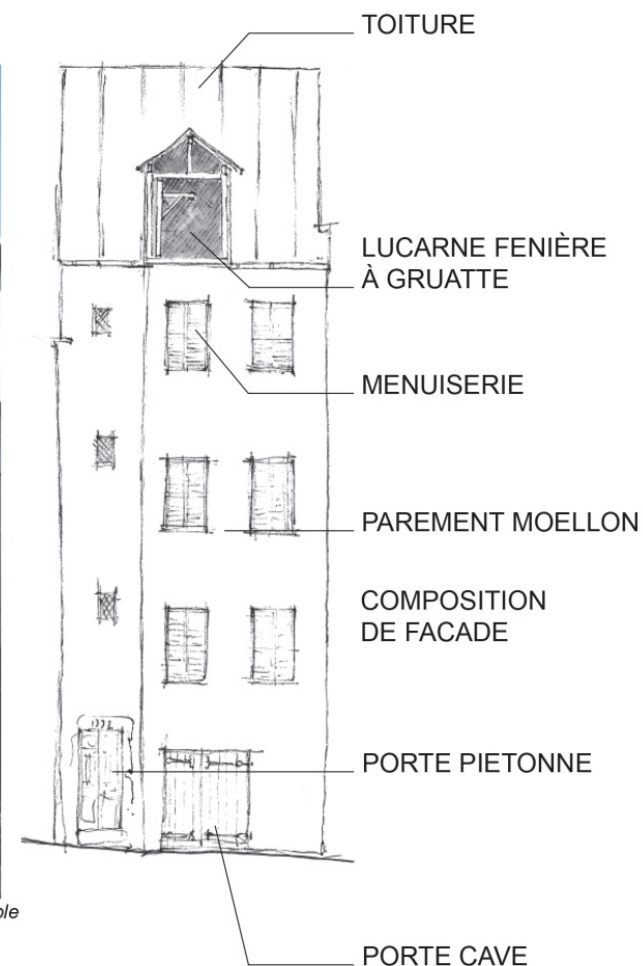 TOITURE
LUCARNE FENIÈRE
À GRUATTE
MENUISERIE
PAREMENT MOELLON
COMPOSITION
DE FACADE
PORTE PIETONNE
PORTE CAVE